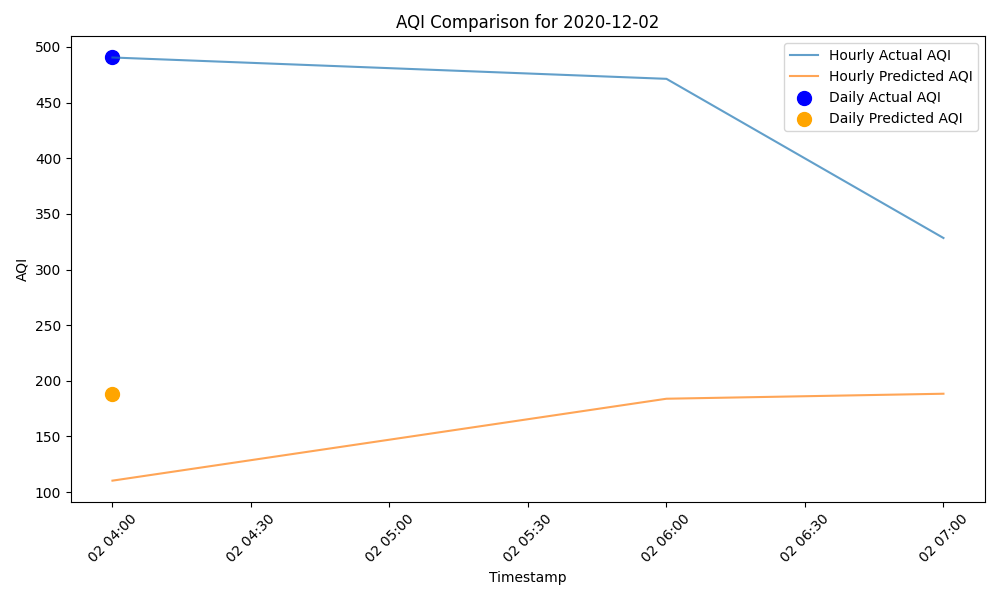 AQI Comparison for 2020-12-02
Hourly Actual AQI
Hourly Predicted AQI
Daily Actual AQI
Daily Predicted AQI
AQI
500
450
400
350
300
250
200
150
100
02 04:00
02 04:30
02 05:00
02 05:30
02 06:00
02 06:30
02 07:00
Timestamp